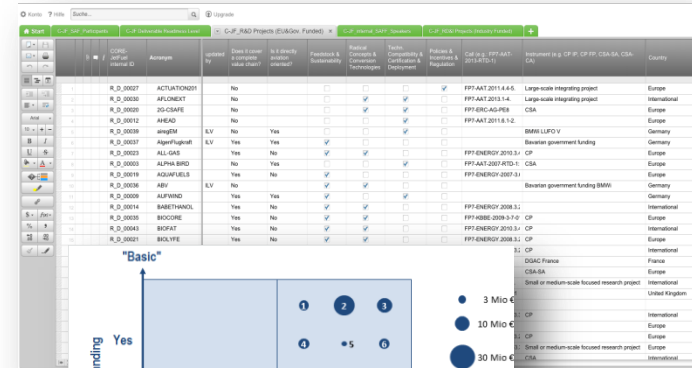 Konto ? Hilfe Suche... Upgrade
Start C-JF_SAF_Participants C-JF Deliverable Readiness Level C-JF_R&D Projects (EU&Gov. Funded) x C-JF_Internal_SAFF_Speakers C-JF_R&D Projects (Industry Funded) +
CORE-JetFuel Internal ID Acronym updated by Does it cover a complete value chain? Is it directly aviation oriented? Feedstock & Sustainability Radical Concepts & Conversion Technologies Techn. Compatibility & Certification & Deployment Policies & Incentives & Regulation Call (e.g. FP7-AAT-2013-RTD-1) Instrument (e.g. CP-IP, CP-FP, CSA-SA, CSA-CA) Country
R_D_00027 ACTUATION201 No FP7-AAT.2011.4.4-5. Large-scale integrating project Europe
R_D_00030 AFLONEXT No FP7-AAT.2013.1-4. Large-scale integrating project International
R_D_00020 2G-CSAFE No FP7-ERC-AG-PE8 CP Europe
R_D_00012 AHEAD No FP7-AAT.2011.6.1-2.
R_D_00039 airegEM ILV No Yes BMWi LUFO V Germany
R_D_00037 AlgenFlugkraft ILV Yes Yes Bavarian government funding Germany
R_D_00023 ALL-GAS Yes No FP7-ENERGY.2010.3. CP Europe
R_D_00003 ALPHA BIRD No Yes FP7-AAT-2007-RTD-1 CSA Europe
R_D_00019 AQUAFUELS Yes No FP7-ENERGY-2007-3. Europe
R_D_00036 ABV ILV No Bavarian government funding BMWi Germany
R_D_00009 AUFWIND Yes Yes Germany
R_D_00014 BABETHANOL Yes No FP7-ENERGY.2008.3. International
R_D_00035 BIOCORE Yes No FP7-KBBE-2009-3-7-0 CP International
R_D_00043 BIOFAT Yes No FP7-ENERGY.2010.3. CP International
R_D_00021 BIOLYFE Yes No FP7-ENERGY.2008.3. CP Europe
CP International
DGAC France France
CSA-SA Europe
Small or medium-scale focused research project International
United Kingdom
CP International
Europe
CP Europe
Small or medium-scale focused research project Europe
CSA International
"Basic"
1 2 3 3 Mio €
10 Mio €
Yes 4 5 6
30 Mio €
Arial